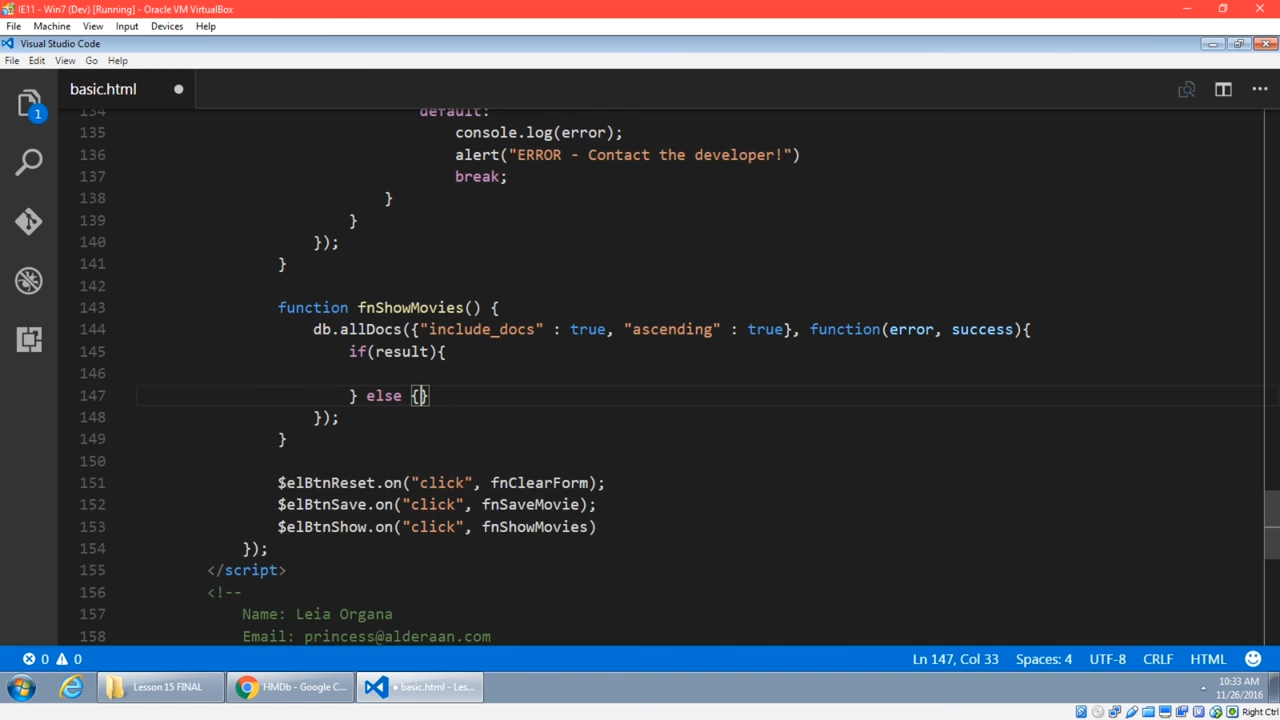 IE11 - Win7 (Dev) [Running] - Oracle VM VirtualBox
File Machine View Input Devices Help
Visual Studio Code
File Edit View Go Help
basic.html
1
134 default:
135 console.log(error);
136 alert("ERROR - Contact the developer!")
137 break;
138 }
139 }
140 });
141 }
142
143 function fnShowMovies() {
144 db.allDocs({"include_docs" : true, "ascending" : true}, function(error, success){
145 if(result){
146
147 } else {}
148 });
149 }
150
151 $elBtnReset.on("click", fnClearForm);
152 $elBtnSave.on("click", fnSaveMovie);
153 $elBtnShow.on("click", fnShowMovies)
154 });
155 </script>
156 <!--
157 Name: Leia Organa
158 Email: princess@alderaan.com
0 0 Ln 147, Col 33 Spaces: 4 UTF-8 CRLF HTML
Lesson 15 FINAL HMDb - Google C... • basic.html - Les... 10:33 AM
11/26/2016
Right Ctrl